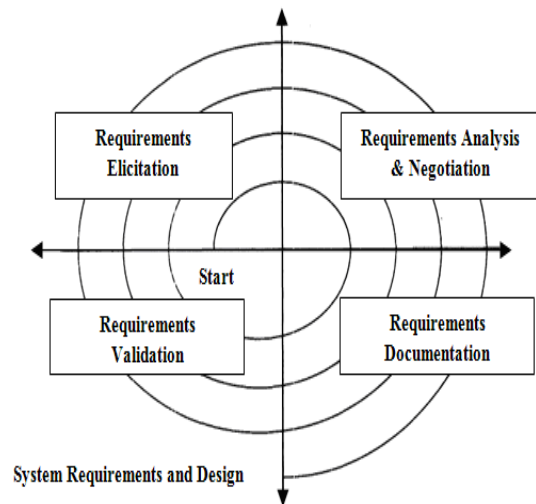 Requirements
Elicitation
Requirements Analysis
& Negotiation
Start
Requirements
Validation
Requirements
Documentation
System Requirements and Design